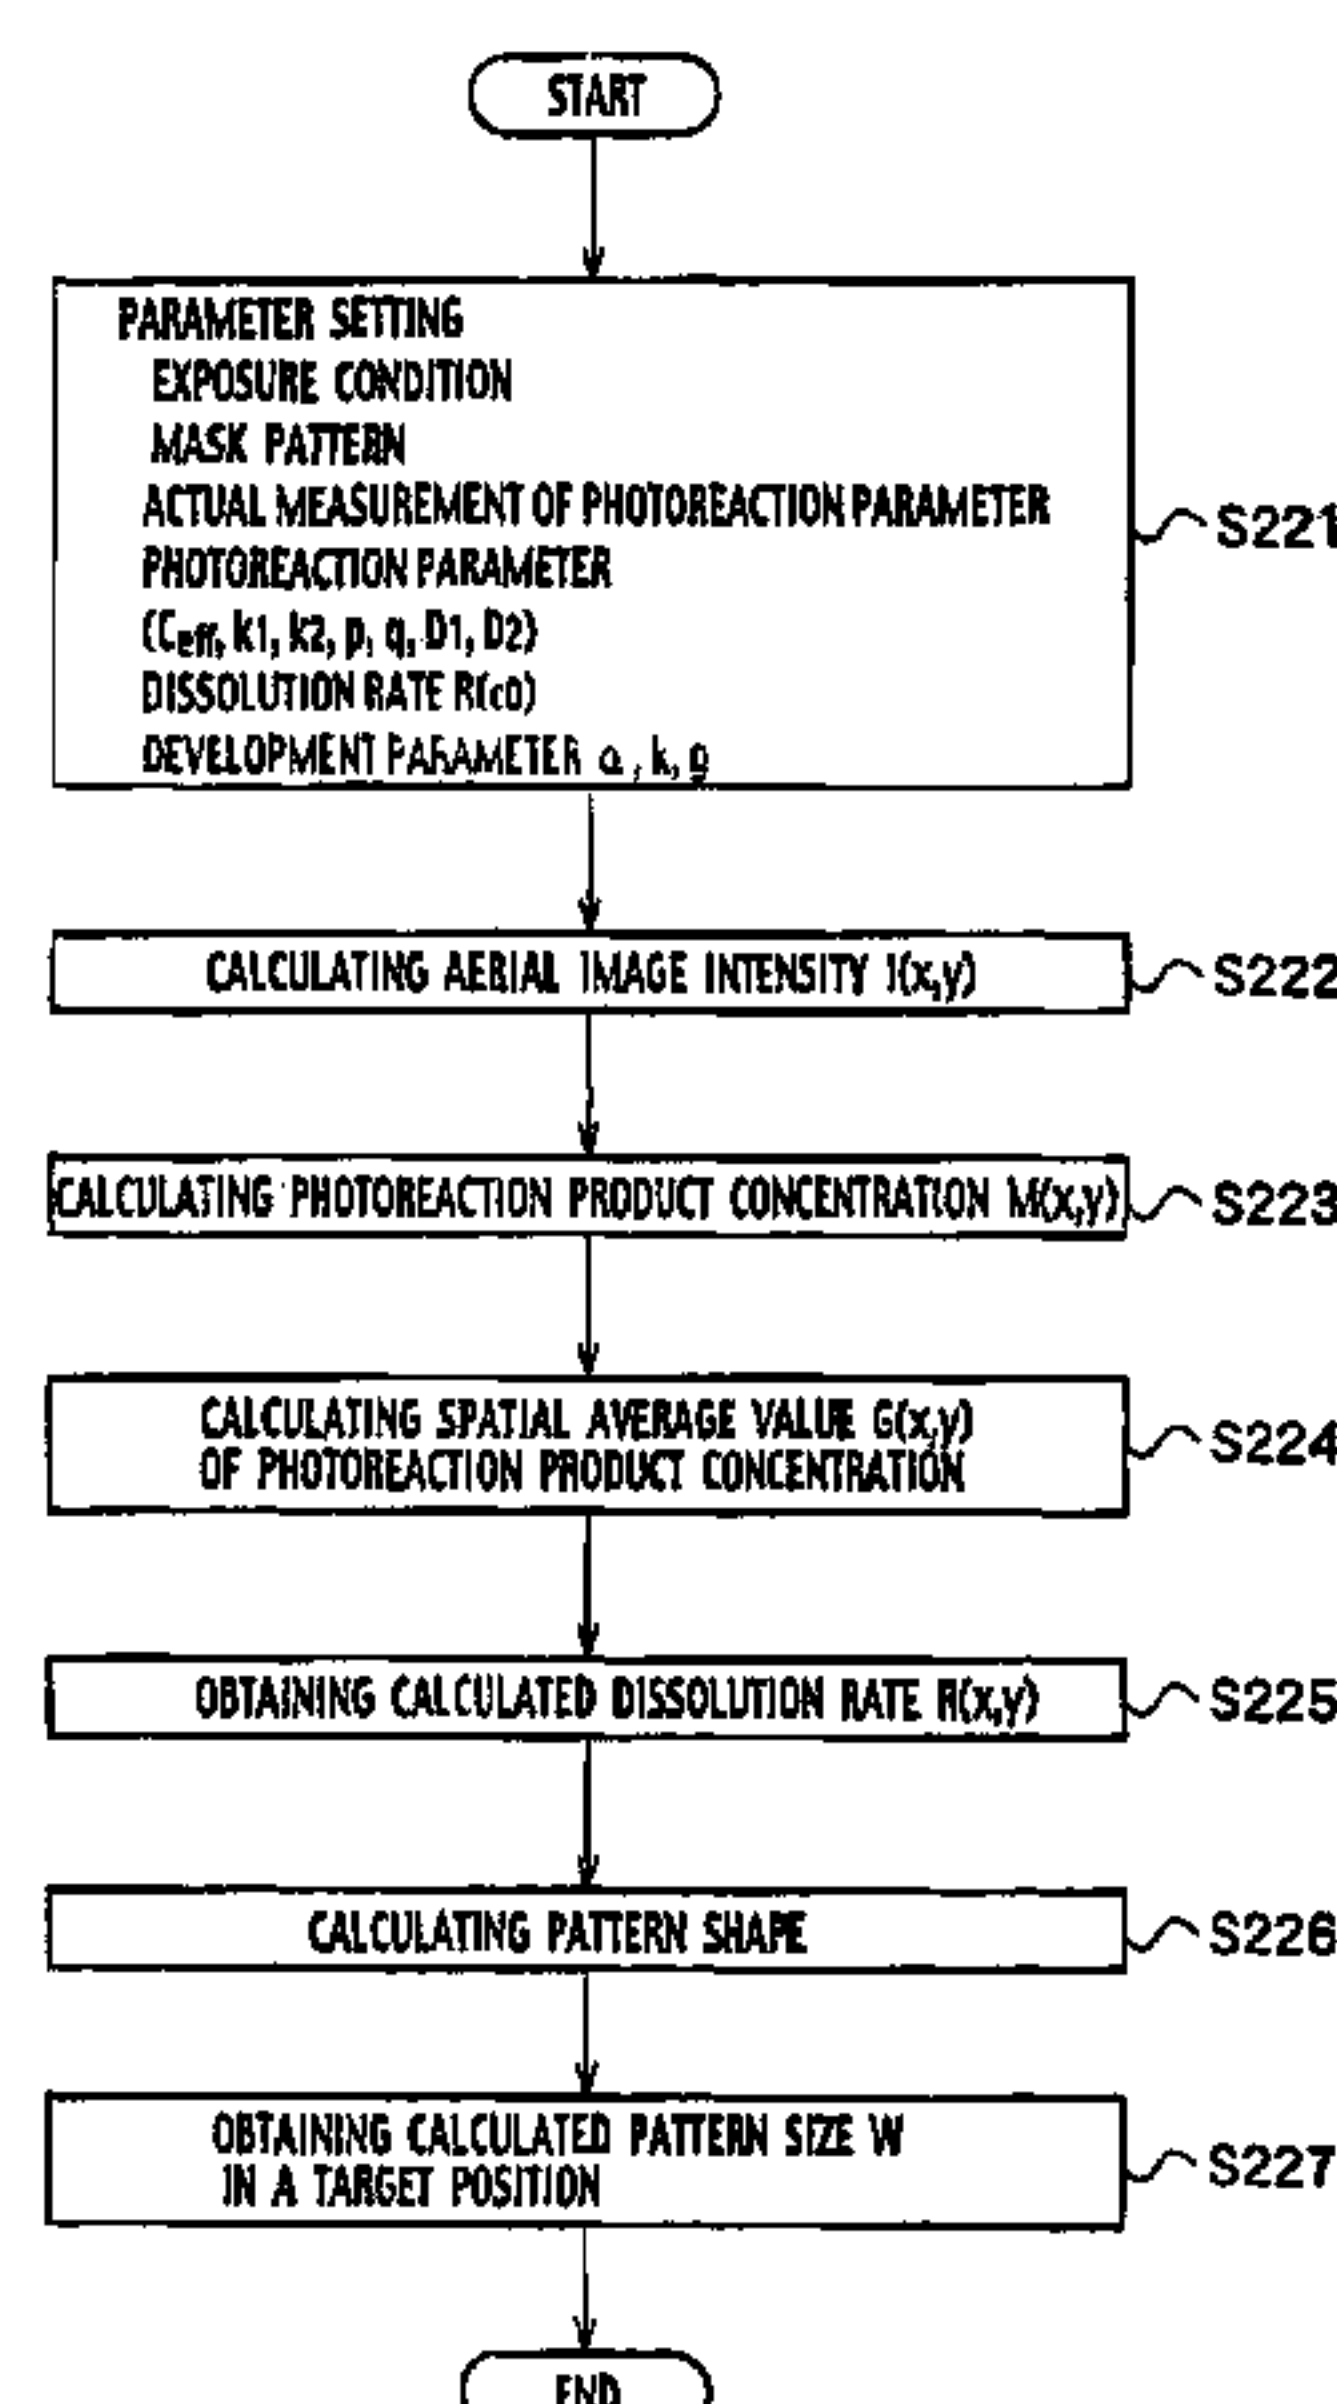 START
PARAMETER SETTING
EXPOSURE CONDITION
MASK PATTERN
ACTUAL MEASUREMENT OF PHOTOREACTION PARAMETER
PHOTOREACTION PARAMETER
(Ceff, k1, k2, p, q, D1, D2)
DISSOLUTION RATE R(c0)
DEVELOPMENT PARAMETER α, k, g
S221
CALCULATING AERIAL IMAGE INTENSITY I(x,y)
S222
CALCULATING PHOTOREACTION PRODUCT CONCENTRATION M(x,y)
S223
CALCULATING SPATIAL AVERAGE VALUE G(x,y)
OF PHOTOREACTION PRODUCT CONCENTRATION
S224
OBTAINING CALCULATED DISSOLUTION RATE R(x,y)
S225
CALCULATING PATTERN SHAPE
S226
OBTAINING CALCULATED PATTERN SIZE W
IN A TARGET POSITION
S227
END